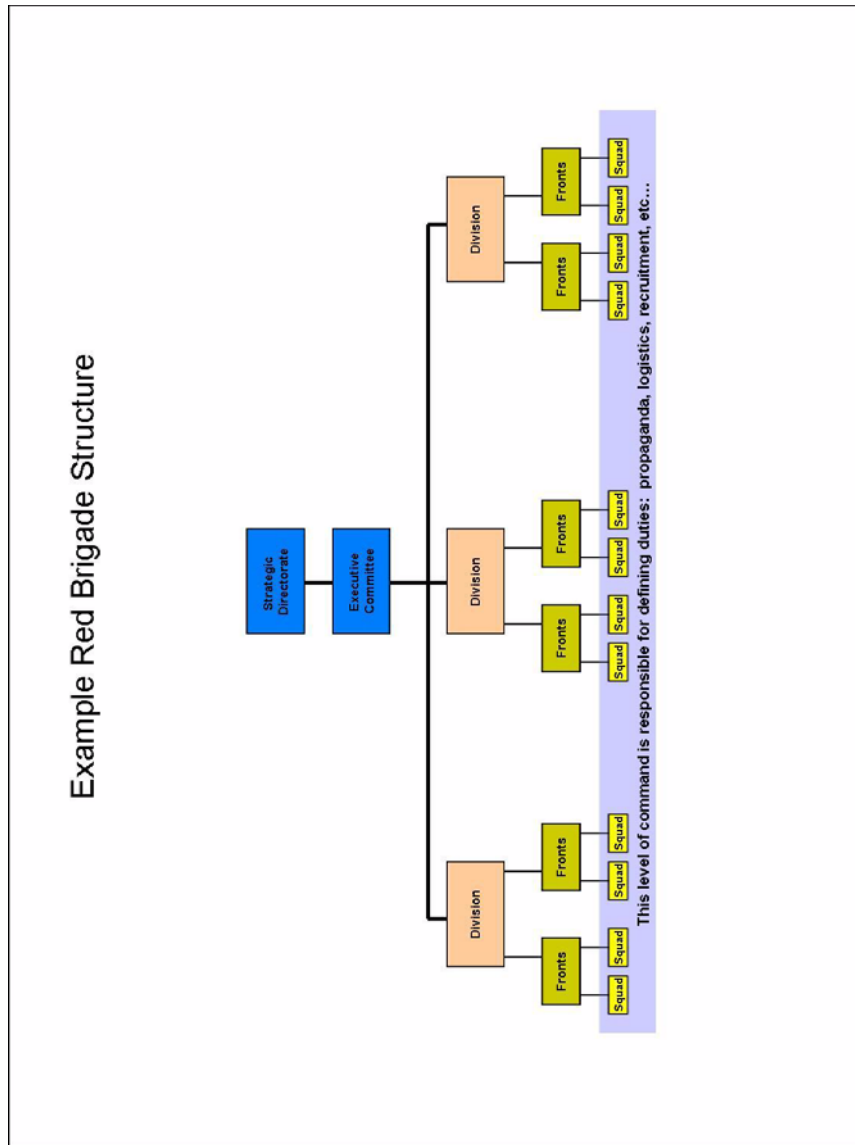 Example Red Brigade Structure
Strategic
Directorate
Executive
Committee
Division
Division
Division
Fronts
Fronts
Fronts
Fronts
Fronts
Fronts
Squad
Squad
Squad
Squad
Squad
Squad
Squad
Squad
Squad
Squad
Squad
Squad
This level of command is responsible for defining duties: propaganda, logistics, recruitment, etc...